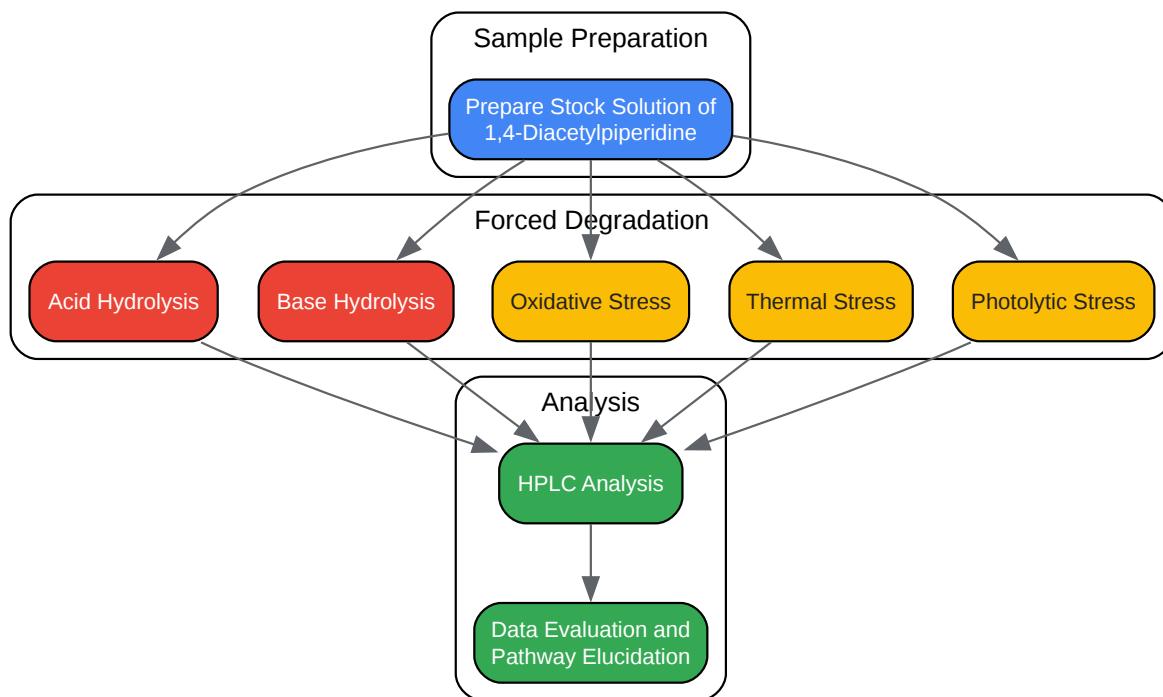 Sample Preparation
Prepare Stock Solution of
1,4-Diacetylpiperidine
Forced Degradation
Acid Hydrolysis
Base Hydrolysis
Oxidative Stress
Thermal Stress
Photolytic Stress
Analysis
HPLC Analysis
Data Evaluation and
Pathway Elucidation